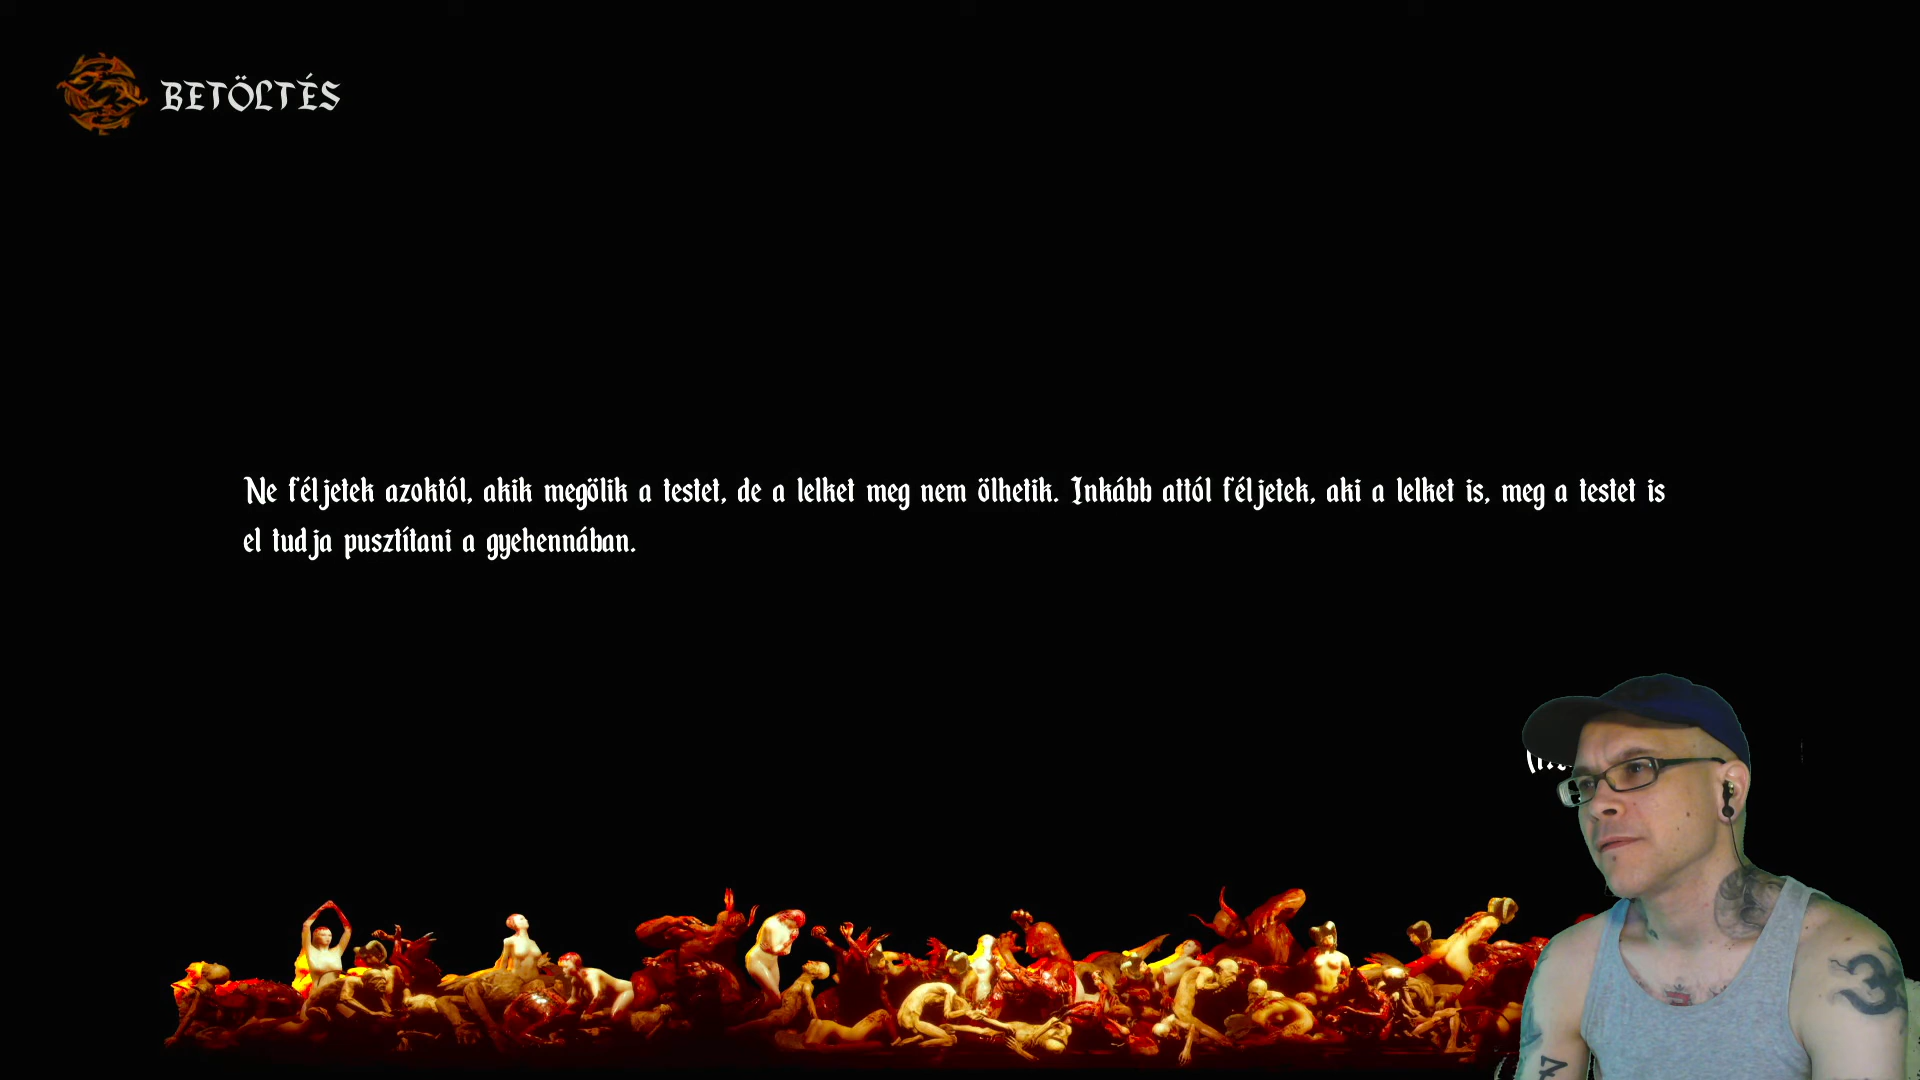 BETÖLTÉS
Ne féljetek azoktól, akik megölik a testet, de a lelket meg nem ölhetik. Inkább attól féljetek, aki a lelket is, meg a testet is
el tudja pusztítani a gyehennában.